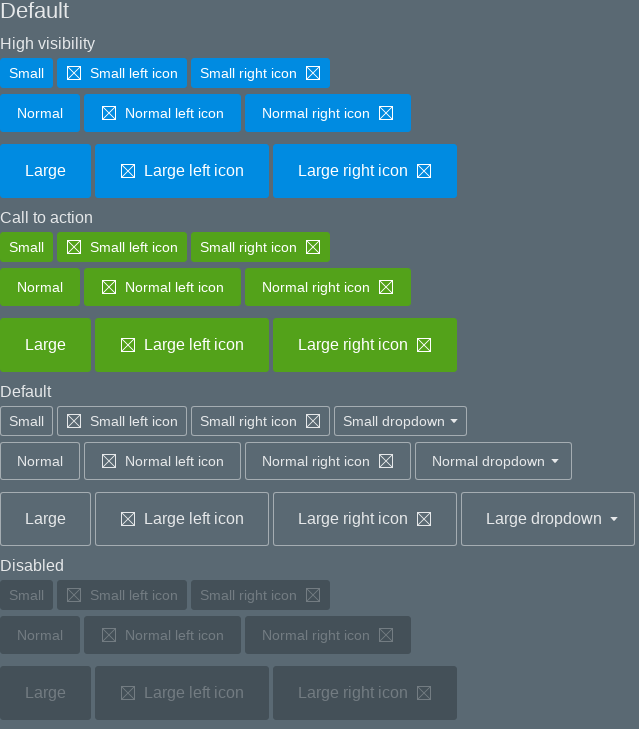 Default
High visibility
Small Small left icon Small right icon
Normal Normal left icon Normal right icon
Large Large left icon Large right icon
Call to action
Small Small left icon Small right icon
Normal Normal left icon Normal right icon
Large Large left icon Large right icon
Default
Small Small left icon Small right icon Small dropdown
Normal Normal left icon Normal right icon Normal dropdown
Large Large left icon Large right icon Large dropdown
Disabled
Small Small left icon Small right icon
Normal Normal left icon Normal right icon
Large Large left icon Large right icon